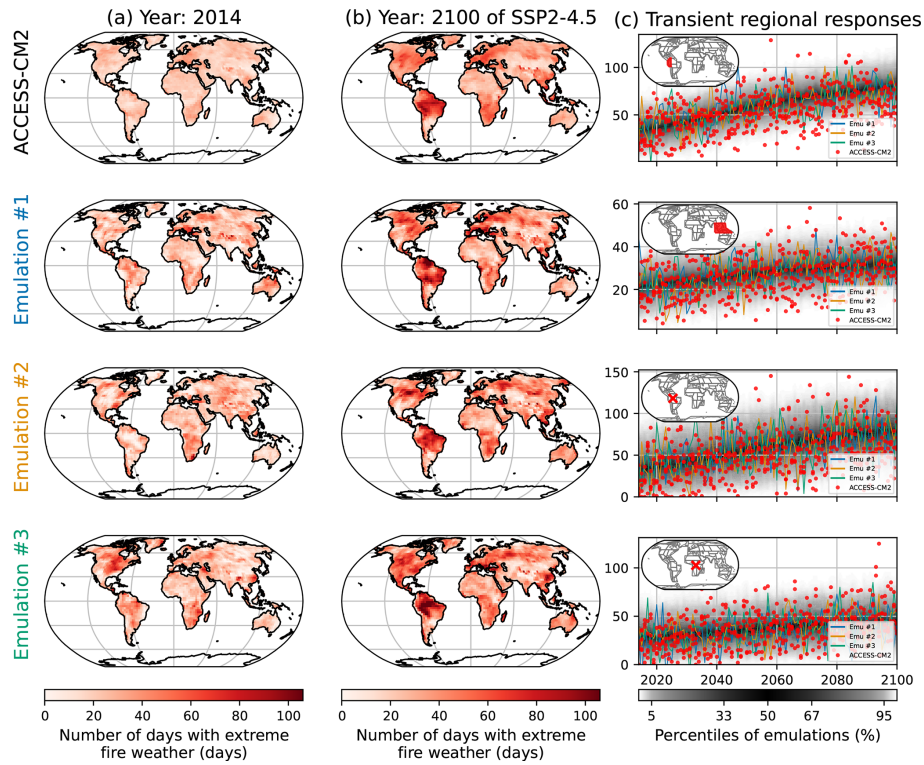 (a) Year: 2014
(b) Year: 2100 of SSP2-4.5
(c) Transient regional responses
ACCESS-CM2
100
50
Emu #1
Emu #2
Emu #3
ACCESS-CM2
Emulation #1
60
40
20
Emu #1
Emu #2
Emu #3
ACCESS-CM2
Emulation #2
150
100
50
0
Emu #1
Emu #2
Emu #3
ACCESS-CM2
Emulation #3
100
50
0
Emu #1
Emu #2
Emu #3
ACCESS-CM2
2020 2040 2060 2080 2100
0 20 40 60 80 100
Number of days with extreme
fire weather (days)
0 20 40 60 80 100
Number of days with extreme
fire weather (days)
5 33 50 67 95
Percentiles of emulations (%)